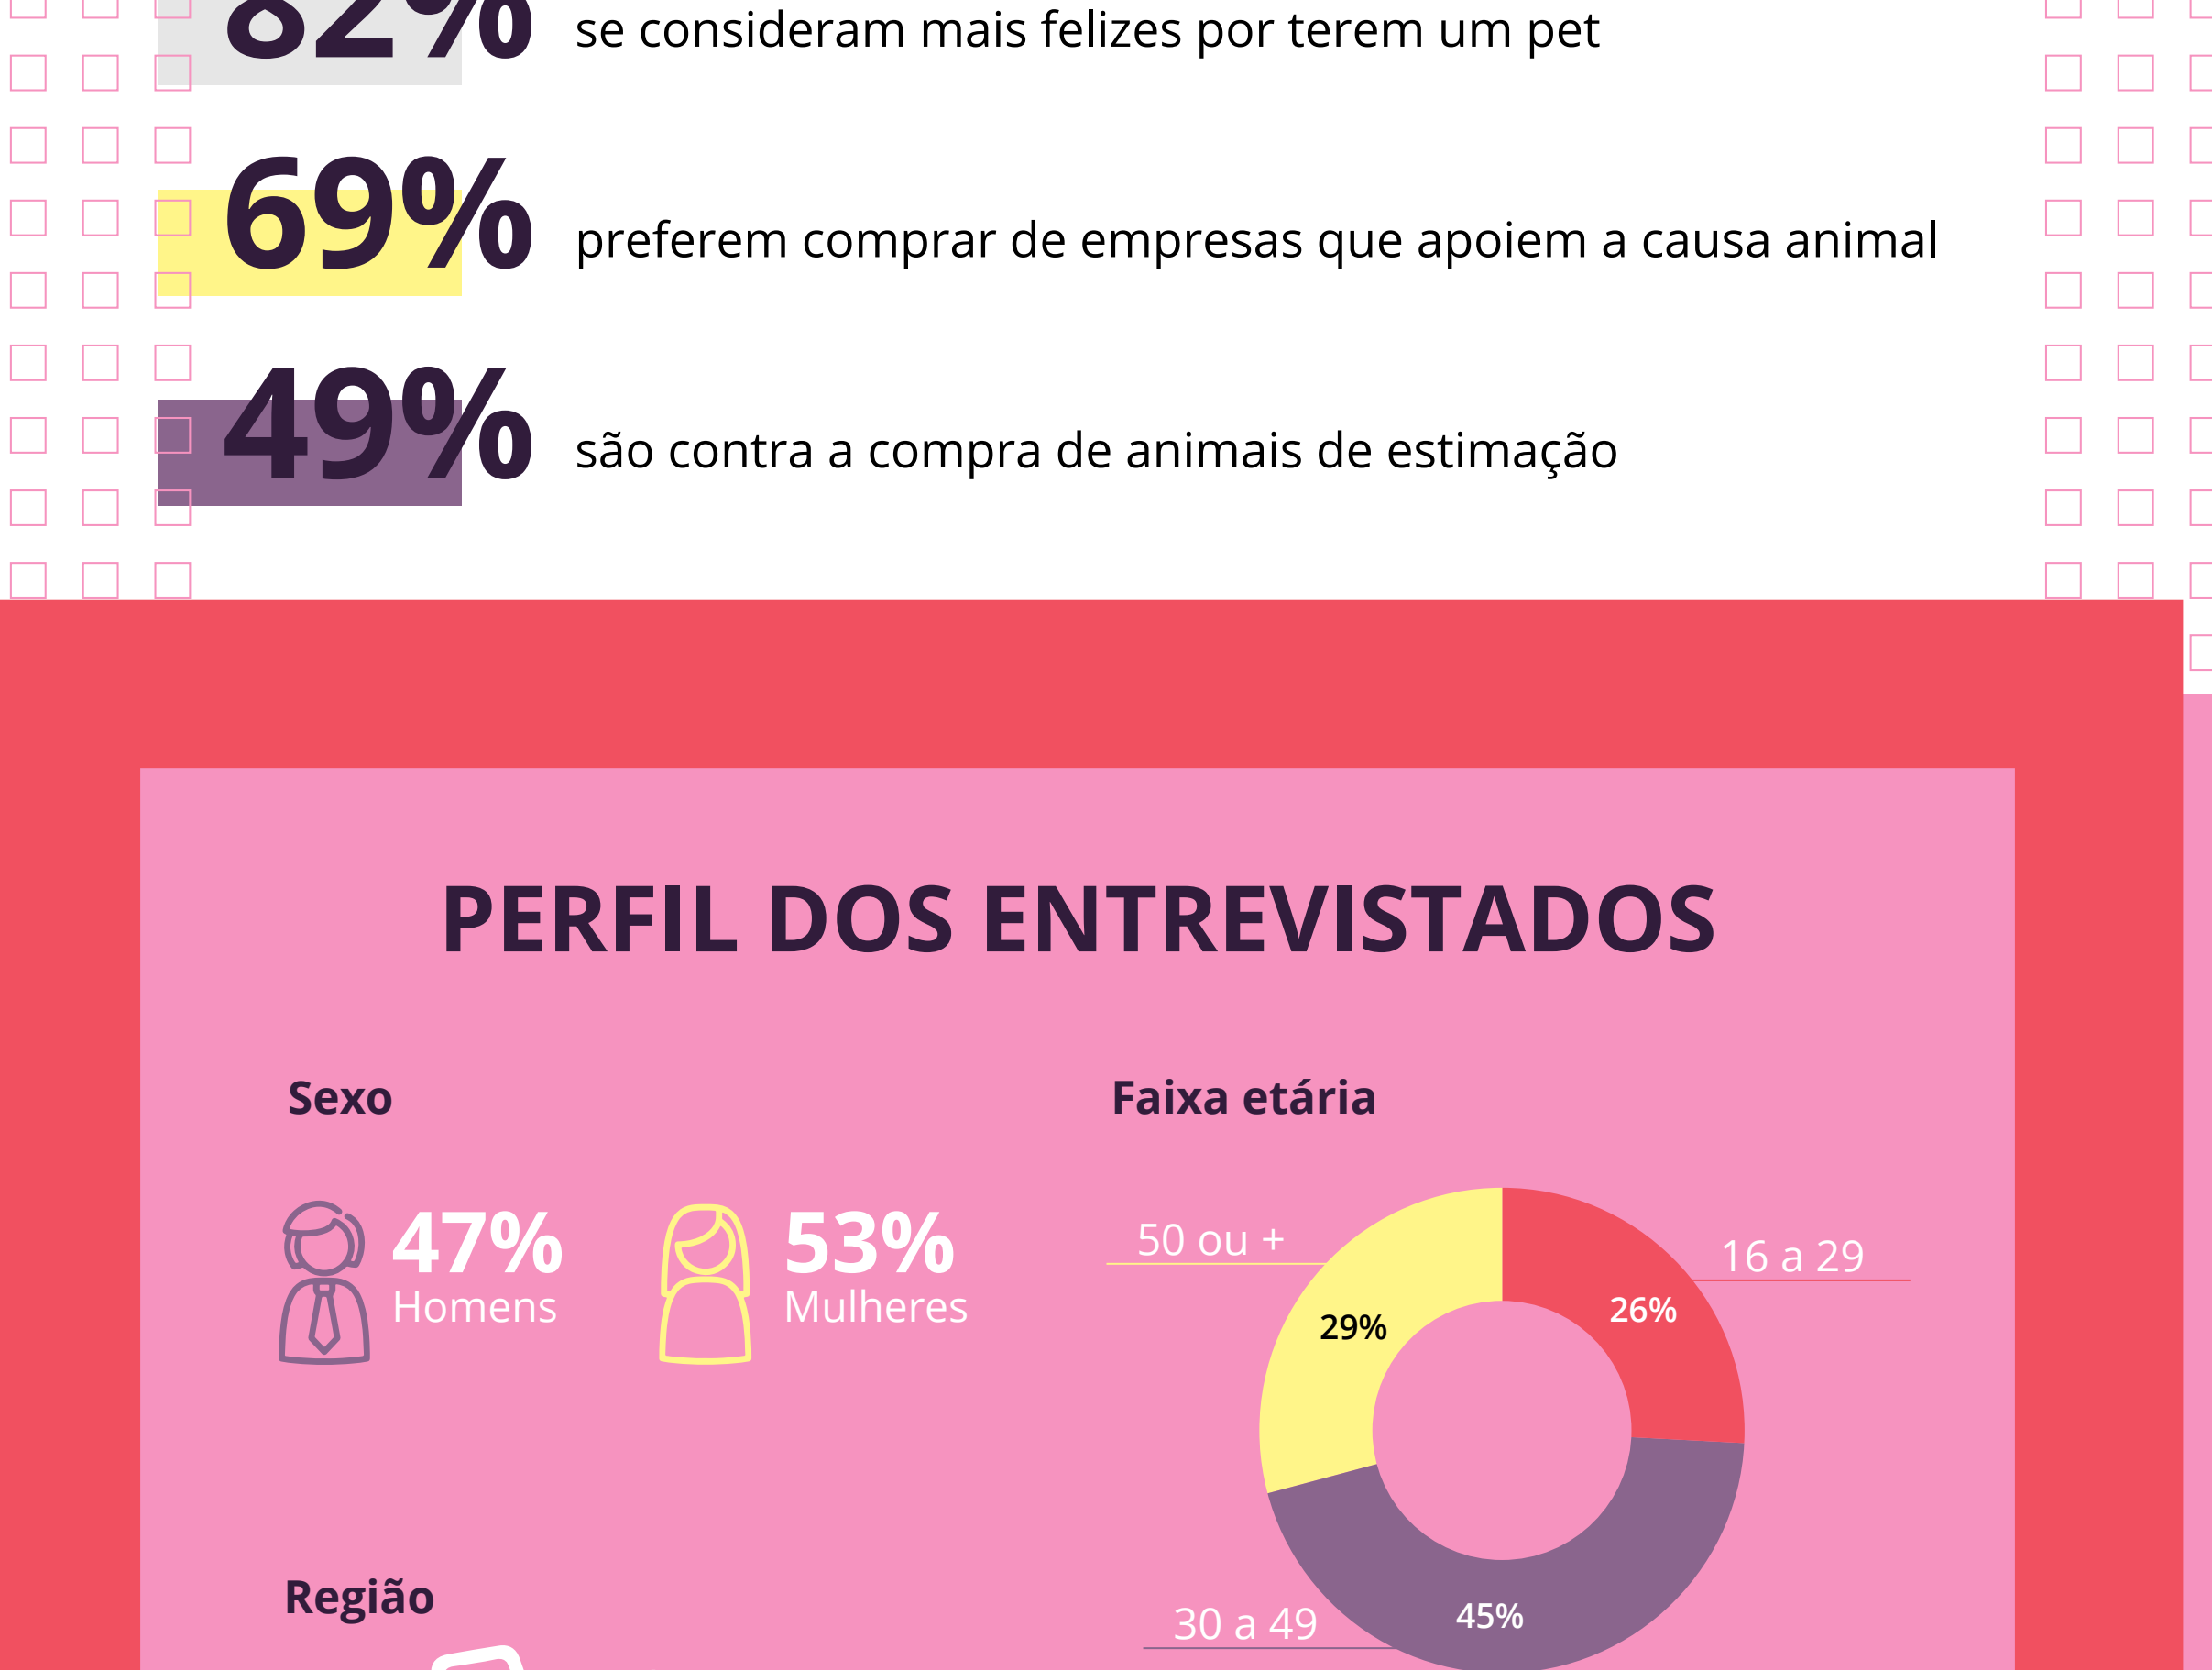 82% se consideram mais felizes por terem um pet
69% preferem comprar de empresas que apoiem a causa animal
49% são contra a compra de animais de estimação
PERFIL DOS ENTREVISTADOS
Sexo
47%
Homens
53%
Mulheres
Faixa etária
50 ou +
16 a 29
29%
26%
30 a 49
45%
Região